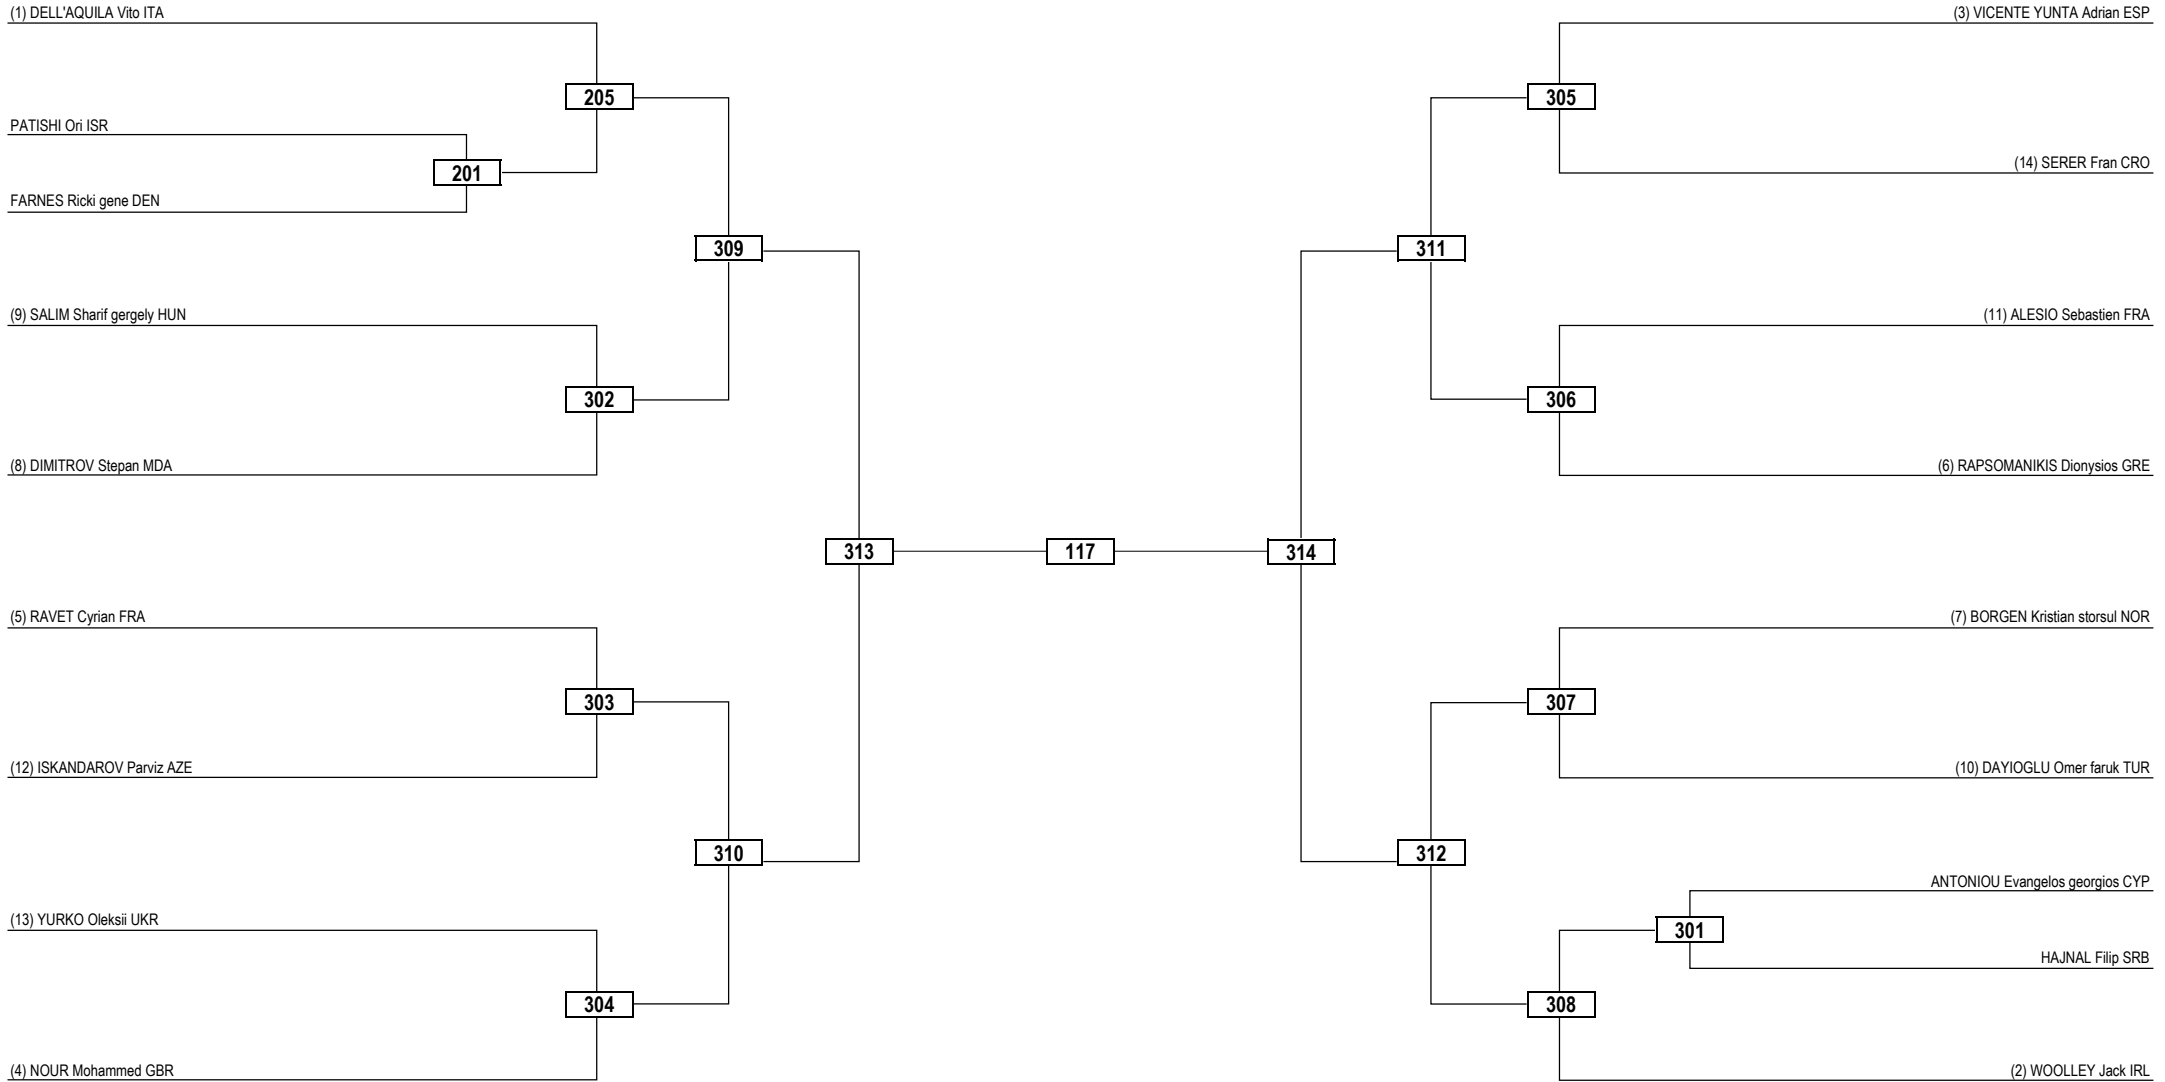 (1) DELL'AQUILA Vito ITA
(3) VICENTE YUNTA Adrian ESP
205
305
PATISHI Ori ISR
201
(14) SERER Fran CRO
FARNES Ricki gene DEN
309
311
(9) SALIM Sharif gergely HUN
(11) ALESIO Sebastien FRA
302
306
(8) DIMITROV Stepan MDA
(6) RAPSOMANIKIS Dionysios GRE
313
117
314
(5) RAVET Cyrian FRA
(7) BORGEN Kristian storsul NOR
303
307
(12) ISKANDAROV Parviz AZE
(10) DAYIOGLU Omer faruk TUR
310
312
ANTONIOU Evangelos georgios CYP
(13) YURKO Oleksii UKR
301
HAJNAL Filip SRB
304
308
(4) NOUR Mohammed GBR
(2) WOOLLEY Jack IRL